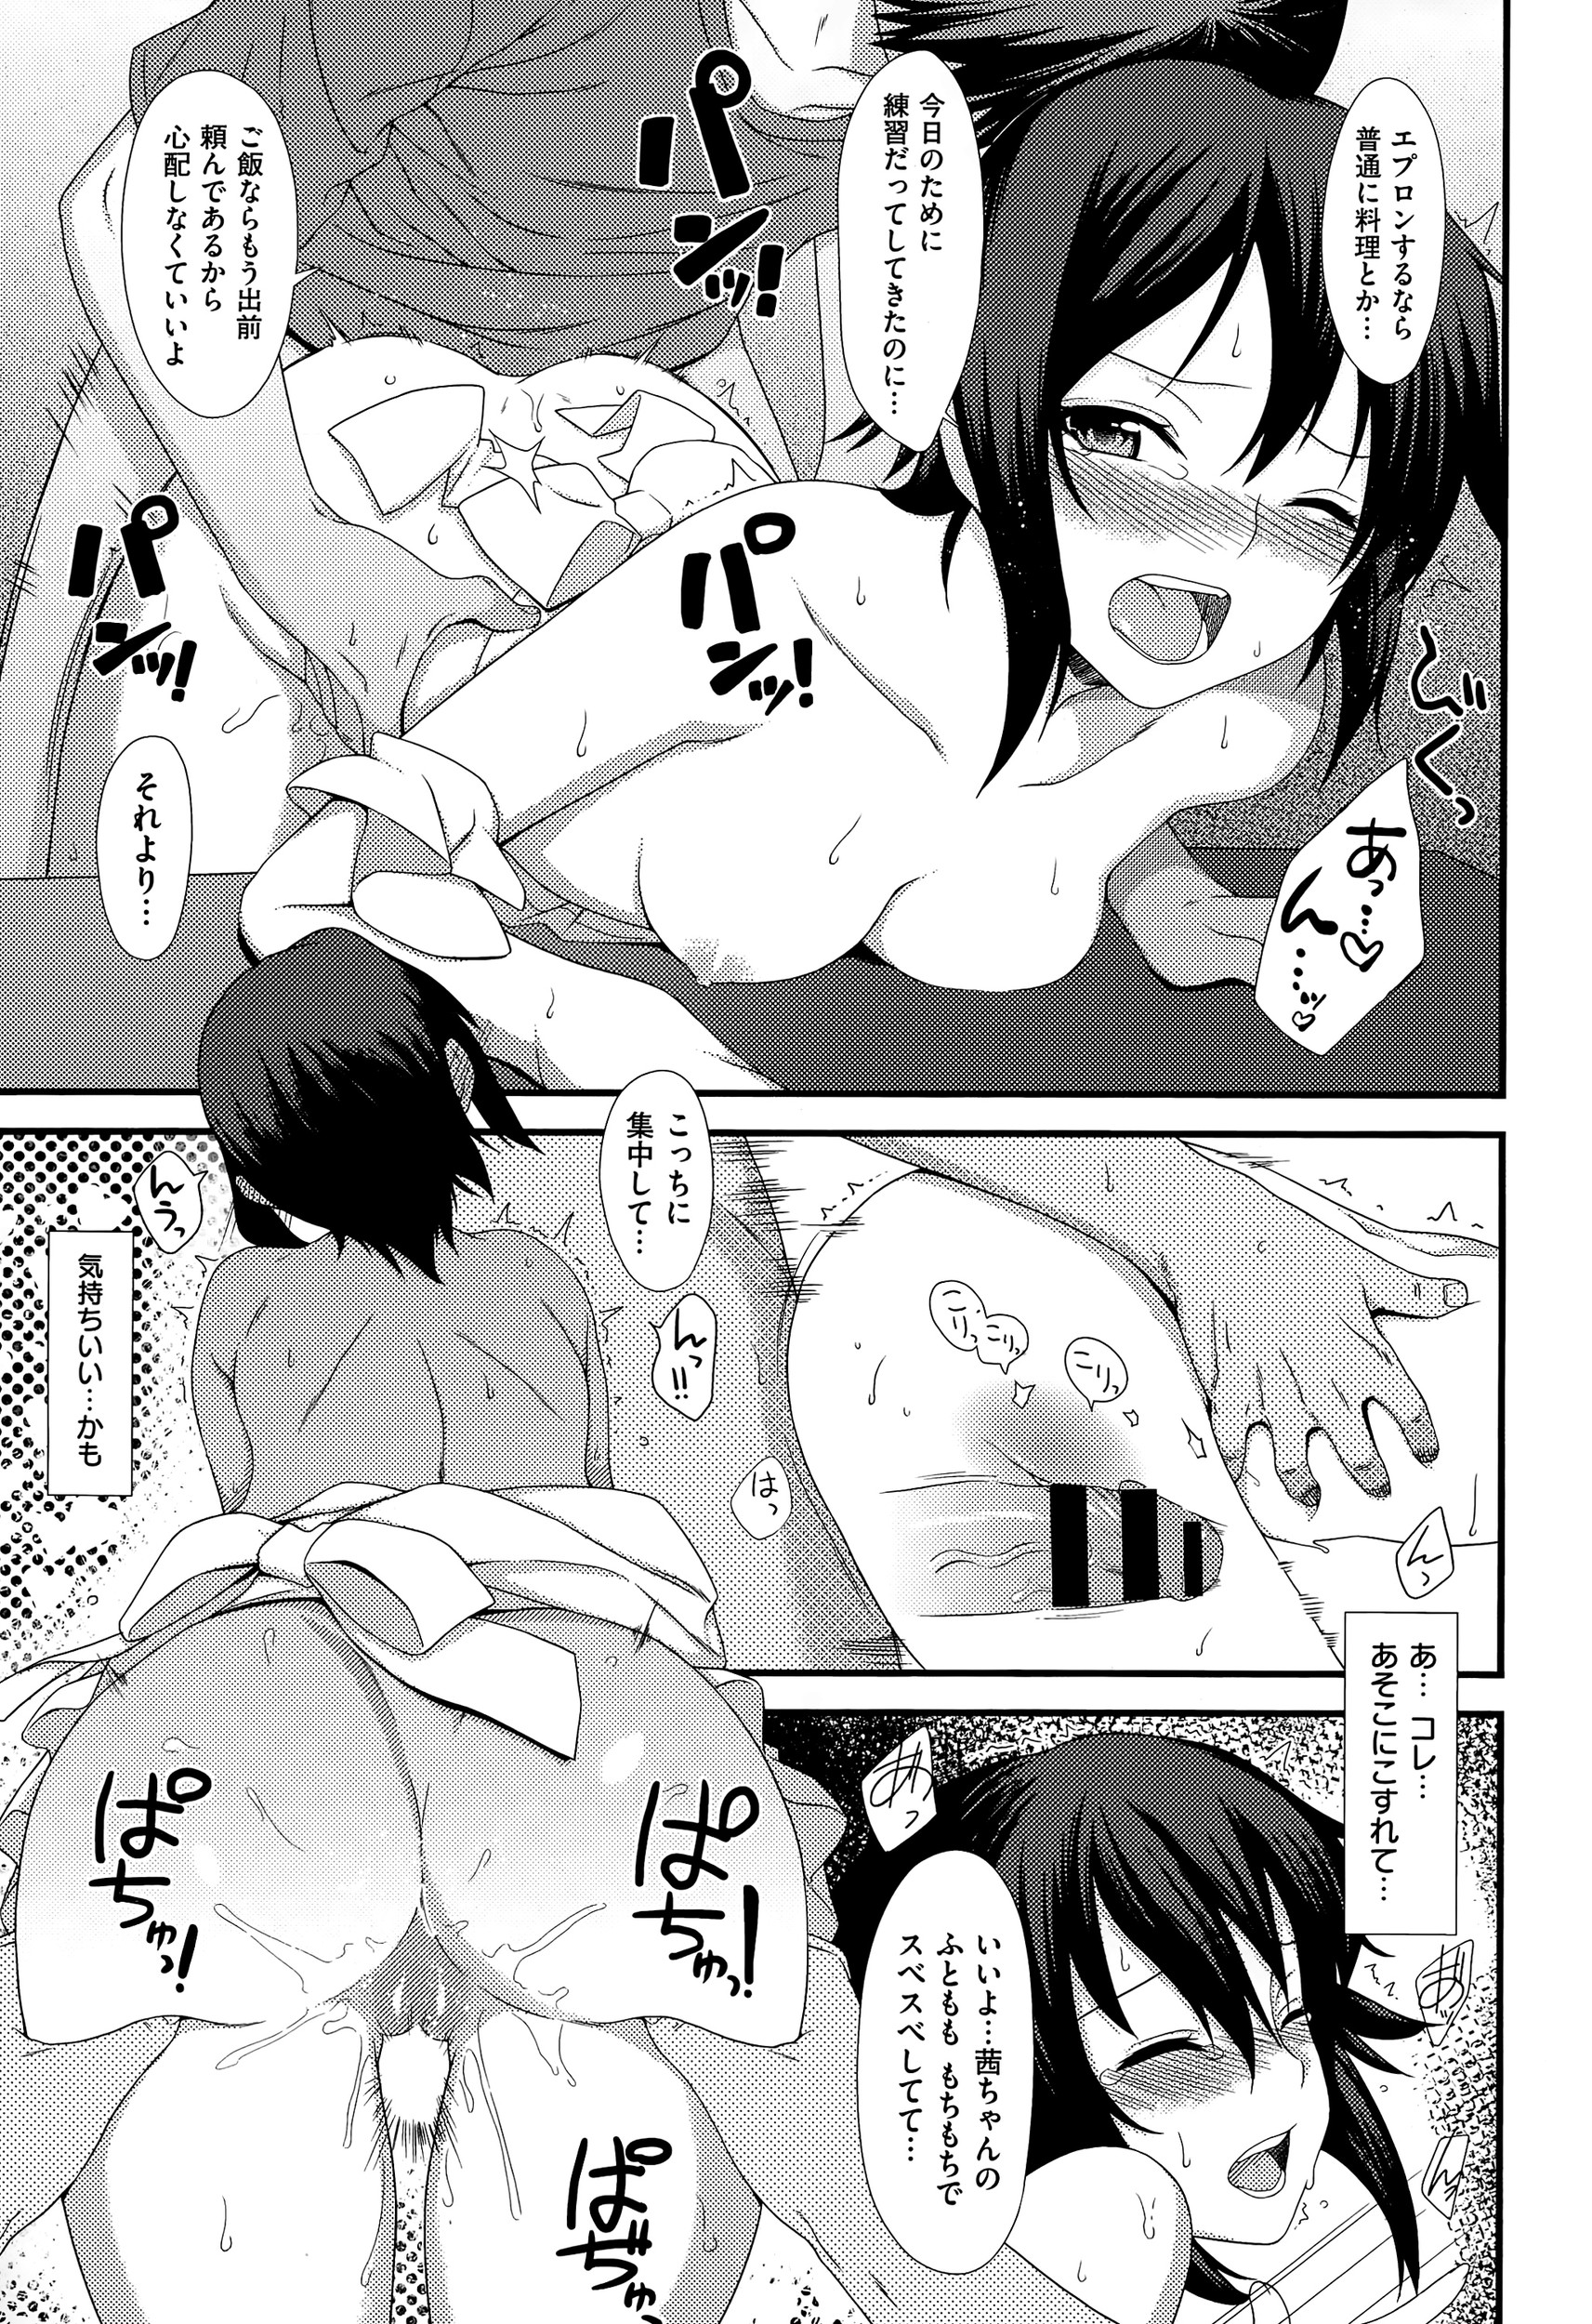 エプロンするなら
普通に料理とか…
今日のために
練習だってしてきたのに…
パンッ!
ご飯ならもう出前
頼んであるから
心配しなくていいよ
パンッ!
パンッ!
びくっ
あっ…♡
ん…ッ♡
それより…
こっちに
集中して…
こりっ
こりっ
こりっ
んっ!!
はっ
んっ
んうっ
気持ちいい…かも
あ… コレ…
あそこにこすれて…
あっ
あっ
んっ
いいよ…茜ちゃんの
ふともも もちもちで
スベスベしてて…
ぱちゅっ!
ぱちゅっ!
ぱぢゅっ